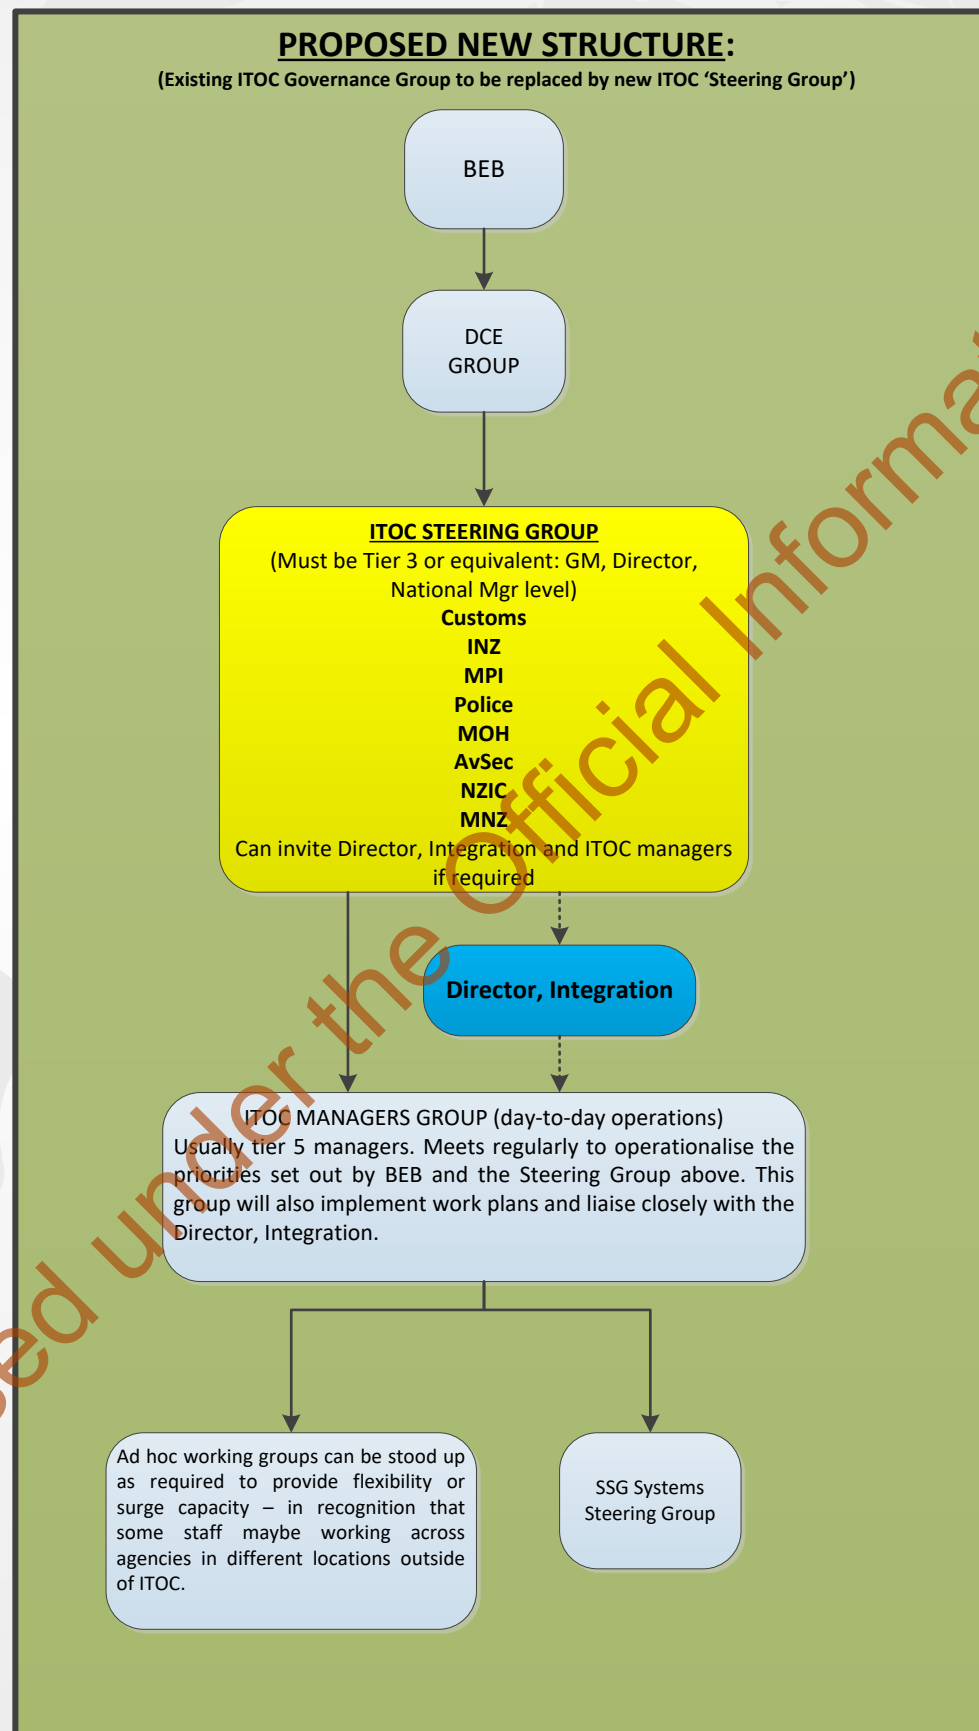 PROPOSED NEW STRUCTURE:
(Existing ITOC Governance Group to be replaced by new ITOC ‘Steering Group’)
BEB
DCE
GROUP
ITOC STEERING GROUP
(Must be Tier 3 or equivalent: GM, Director,
National Mgr level)
Customs
INZ
MPI
Police
MOH
AvSec
NZIC
MNZ
Can invite Director, Integration and ITOC managers
if required
Director, Integration
ITOC MANAGERS GROUP (day-to-day operations)
Usually tier 5 managers. Meets regularly to operationalise the
priorities set out by BEB and the Steering Group above. This
group will also implement work plans and liaise closely with the
Director, Integration.
Ad hoc working groups can be stood up
as required to provide flexibility or
surge capacity – in recognition that
some staff maybe working across
agencies in different locations outside
of ITOC.
SSG Systems
Steering Group
under the Official